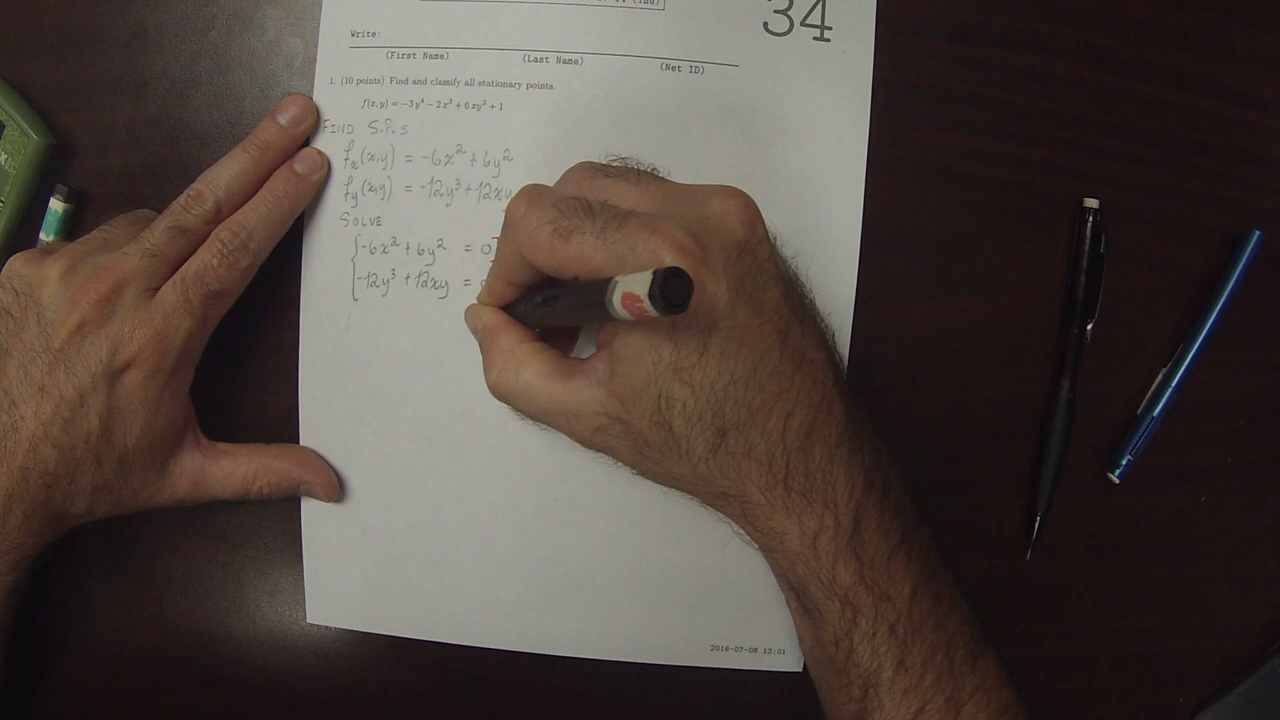 34
Write:
(First Name) (Last Name) (Net ID)
1. (10 points) Find and classify all stationary points.
f(x, y) = −3y⁴ − 2x³ + 6xy² + 1
FIND S.P.S
fₓ(x,y) = -6x² + 6y²
f_y(x,y) = -12y³ + 12xy
SOLVE
-6x² + 6y² = 0
-12y³ + 12xy =
2016-07-08 13:01